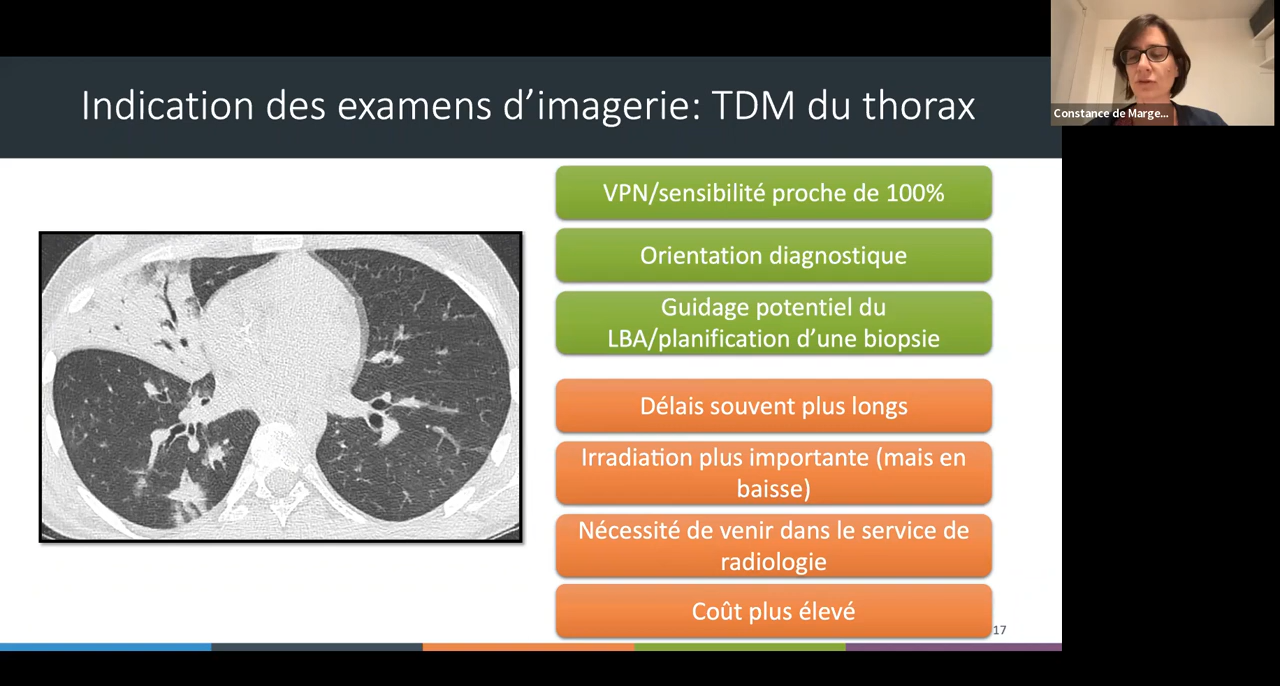 Indication des examens d’imagerie: TDM du thorax
Constance de Marge...
VPN/sensibilité proche de 100%
Orientation diagnostique
Guidage potentiel du
LBA/planification d’une biopsie
Délais souvent plus longs
Irradiation plus importante (mais en
baisse)
Nécessité de venir dans le service de
radiologie
Coût plus élevé
17